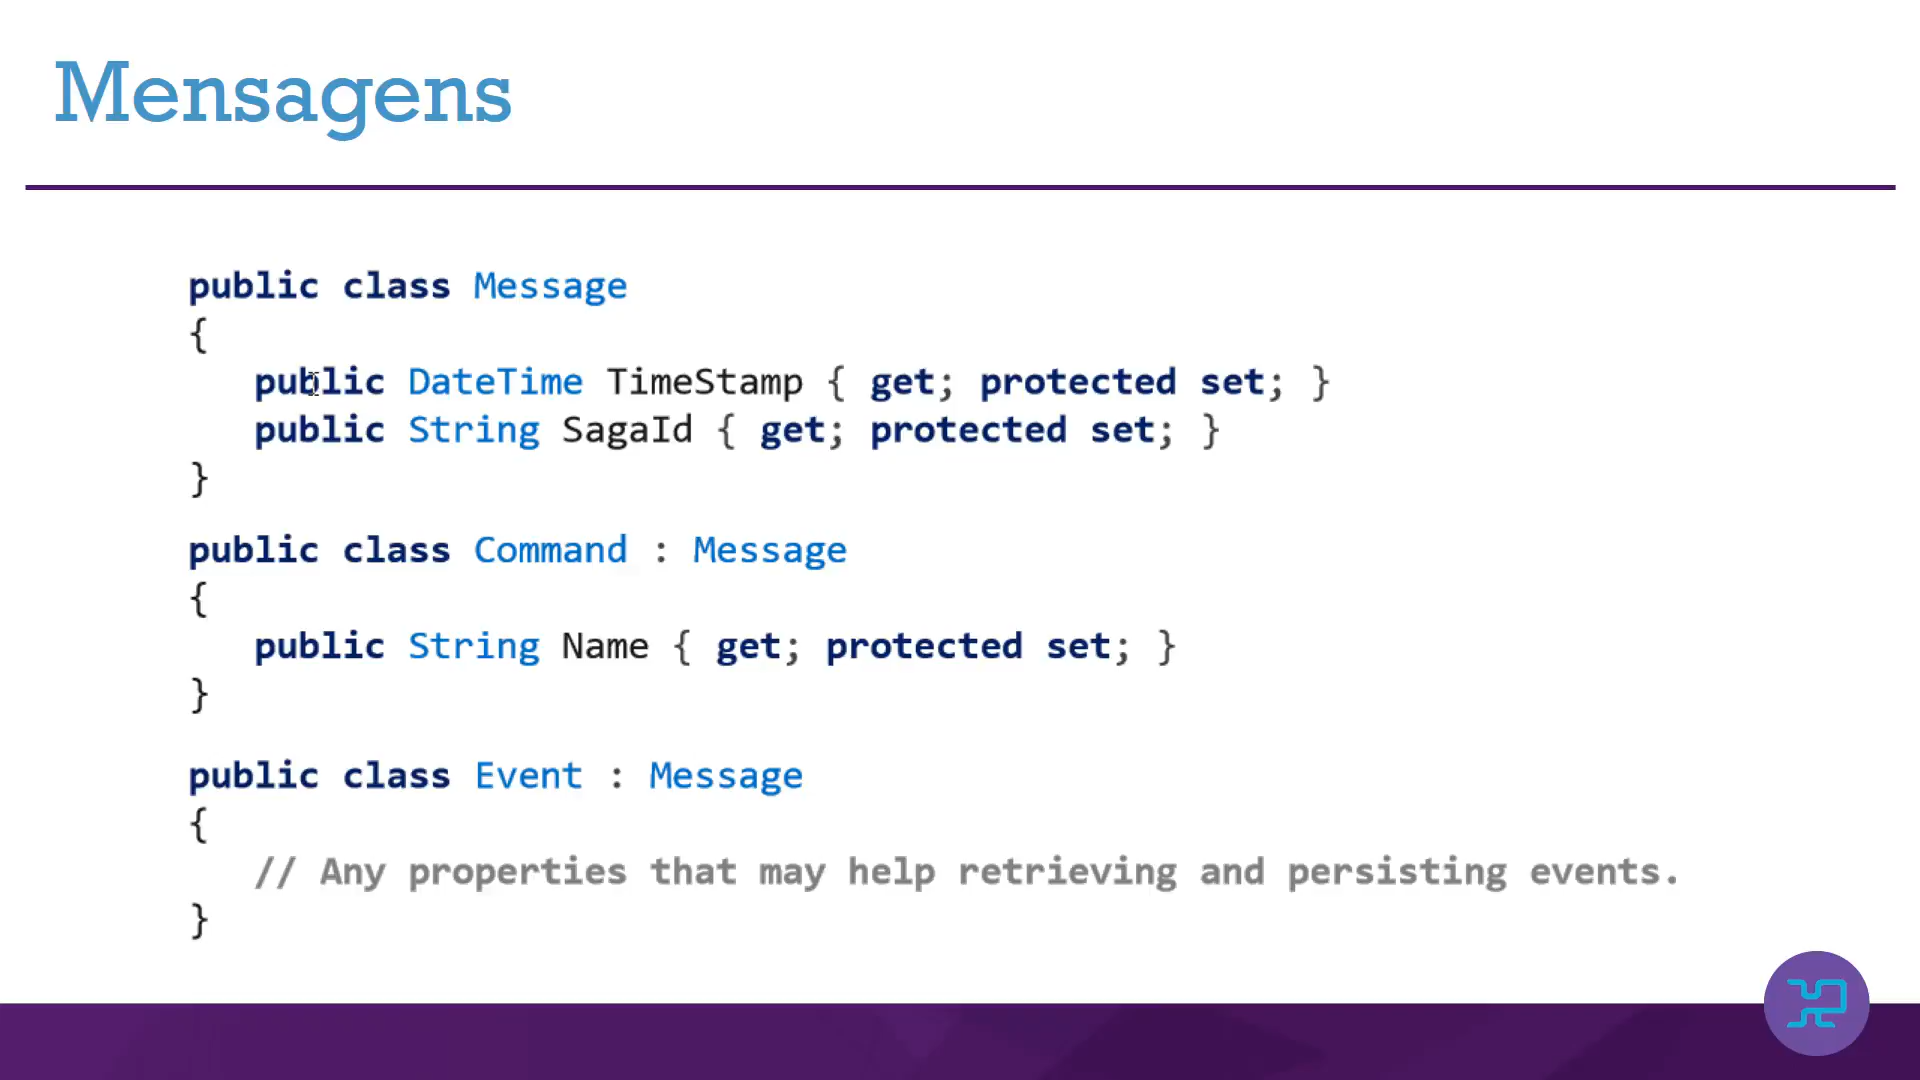 Mensagens
public class Message
{
public DateTime TimeStamp { get; protected set; }
public String SagaId { get; protected set; }
}
public class Command : Message
{
public String Name { get; protected set; }
}
public class Event : Message
{
// Any properties that may help retrieving and persisting events.
}